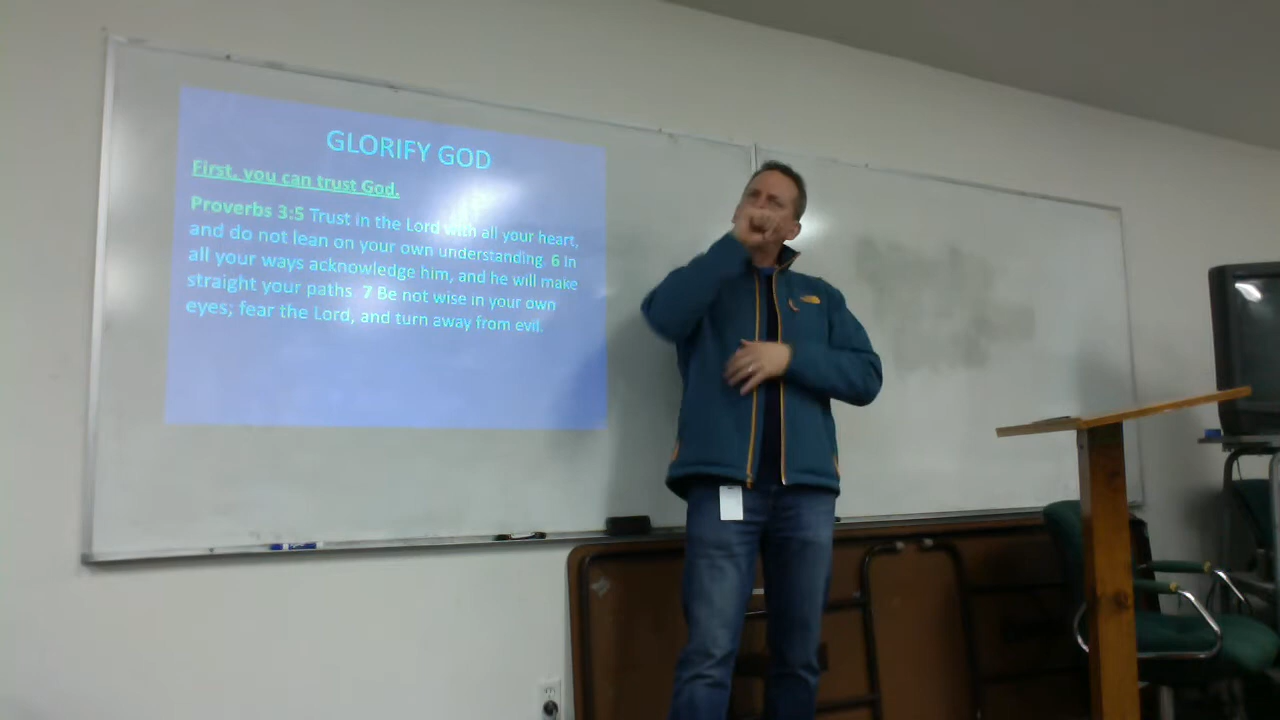 GLORIFY GOD
First, you can trust God.
Proverbs 3:5 Trust in the Lord with all your heart,
and do not lean on your own understanding 6 In
all your ways acknowledge him, and he will make
straight your paths 7 Be not wise in your own
eyes; fear the Lord, and turn away from evil.